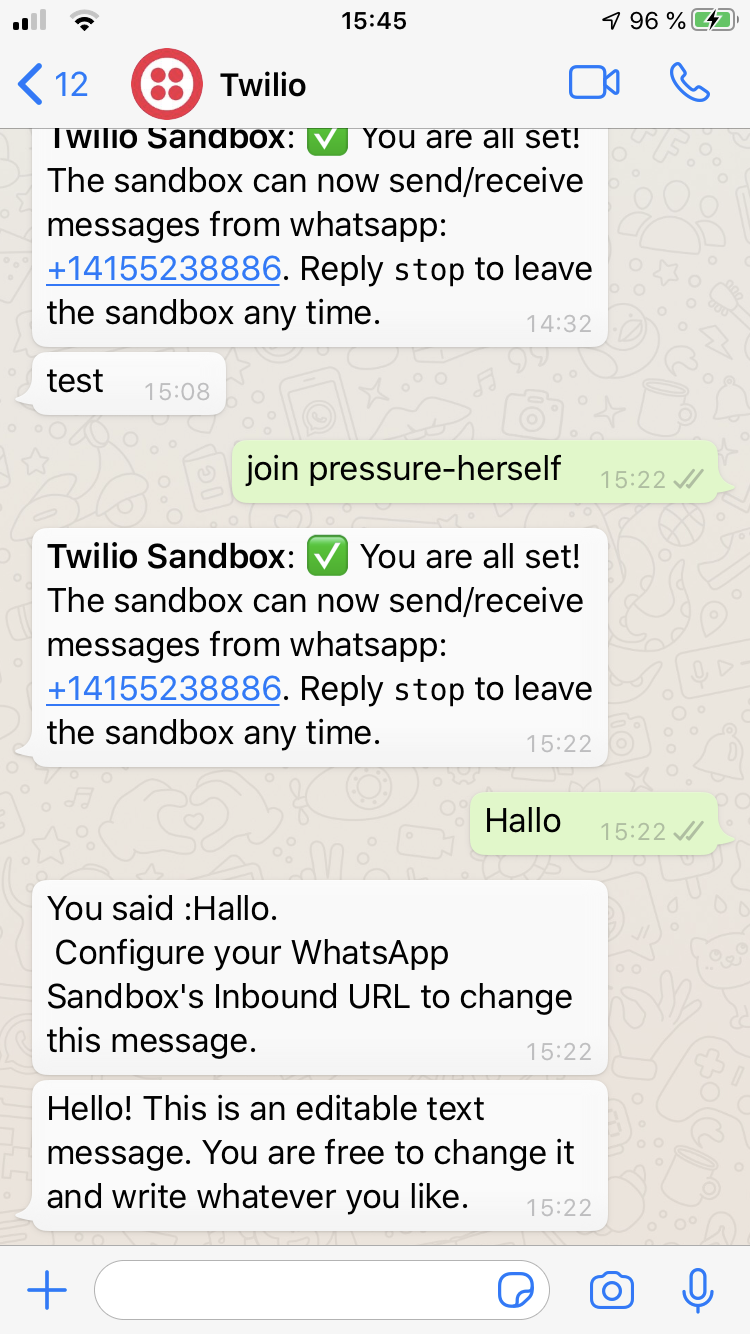 15:45
96 %
12
Twilio
Twilio Sandbox: ✅ You are all set!
The sandbox can now send/receive
messages from whatsapp:
+14155238886. Reply stop to leave
the sandbox any time.
14:32
test
15:08
join pressure-herself
15:22
Twilio Sandbox: ✅ You are all set!
The sandbox can now send/receive
messages from whatsapp:
+14155238886. Reply stop to leave
the sandbox any time.
15:22
Hallo
15:22
You said :Hallo.
Configure your WhatsApp
Sandbox's Inbound URL to change
this message.
15:22
Hello! This is an editable text
message. You are free to change it
and write whatever you like.
15:22